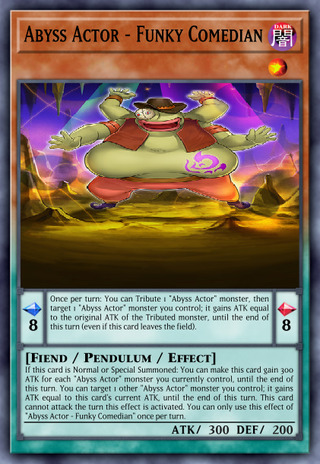 Abyss Actor - Funky Comedian
DARK
闇
Once per turn: You can Tribute 1 "Abyss Actor" monster, then
target 1 "Abyss Actor" monster you control; it gains ATK equal
to the original ATK of the Tributed monster, until the end of
this turn (even if this card leaves the field).
8
8
[Fiend / Pendulum / Effect]
If this card is Normal or Special Summoned: You can make this card gain 300
ATK for each "Abyss Actor" monster you currently control, until the end of
this turn. You can target 1 other "Abyss Actor" monster you control; it gains
ATK equal to this card's current ATK, until the end of this turn. This card
cannot attack the turn this effect is activated. You can only use this effect of
"Abyss Actor - Funky Comedian" once per turn.
ATK/ 300 DEF/ 200